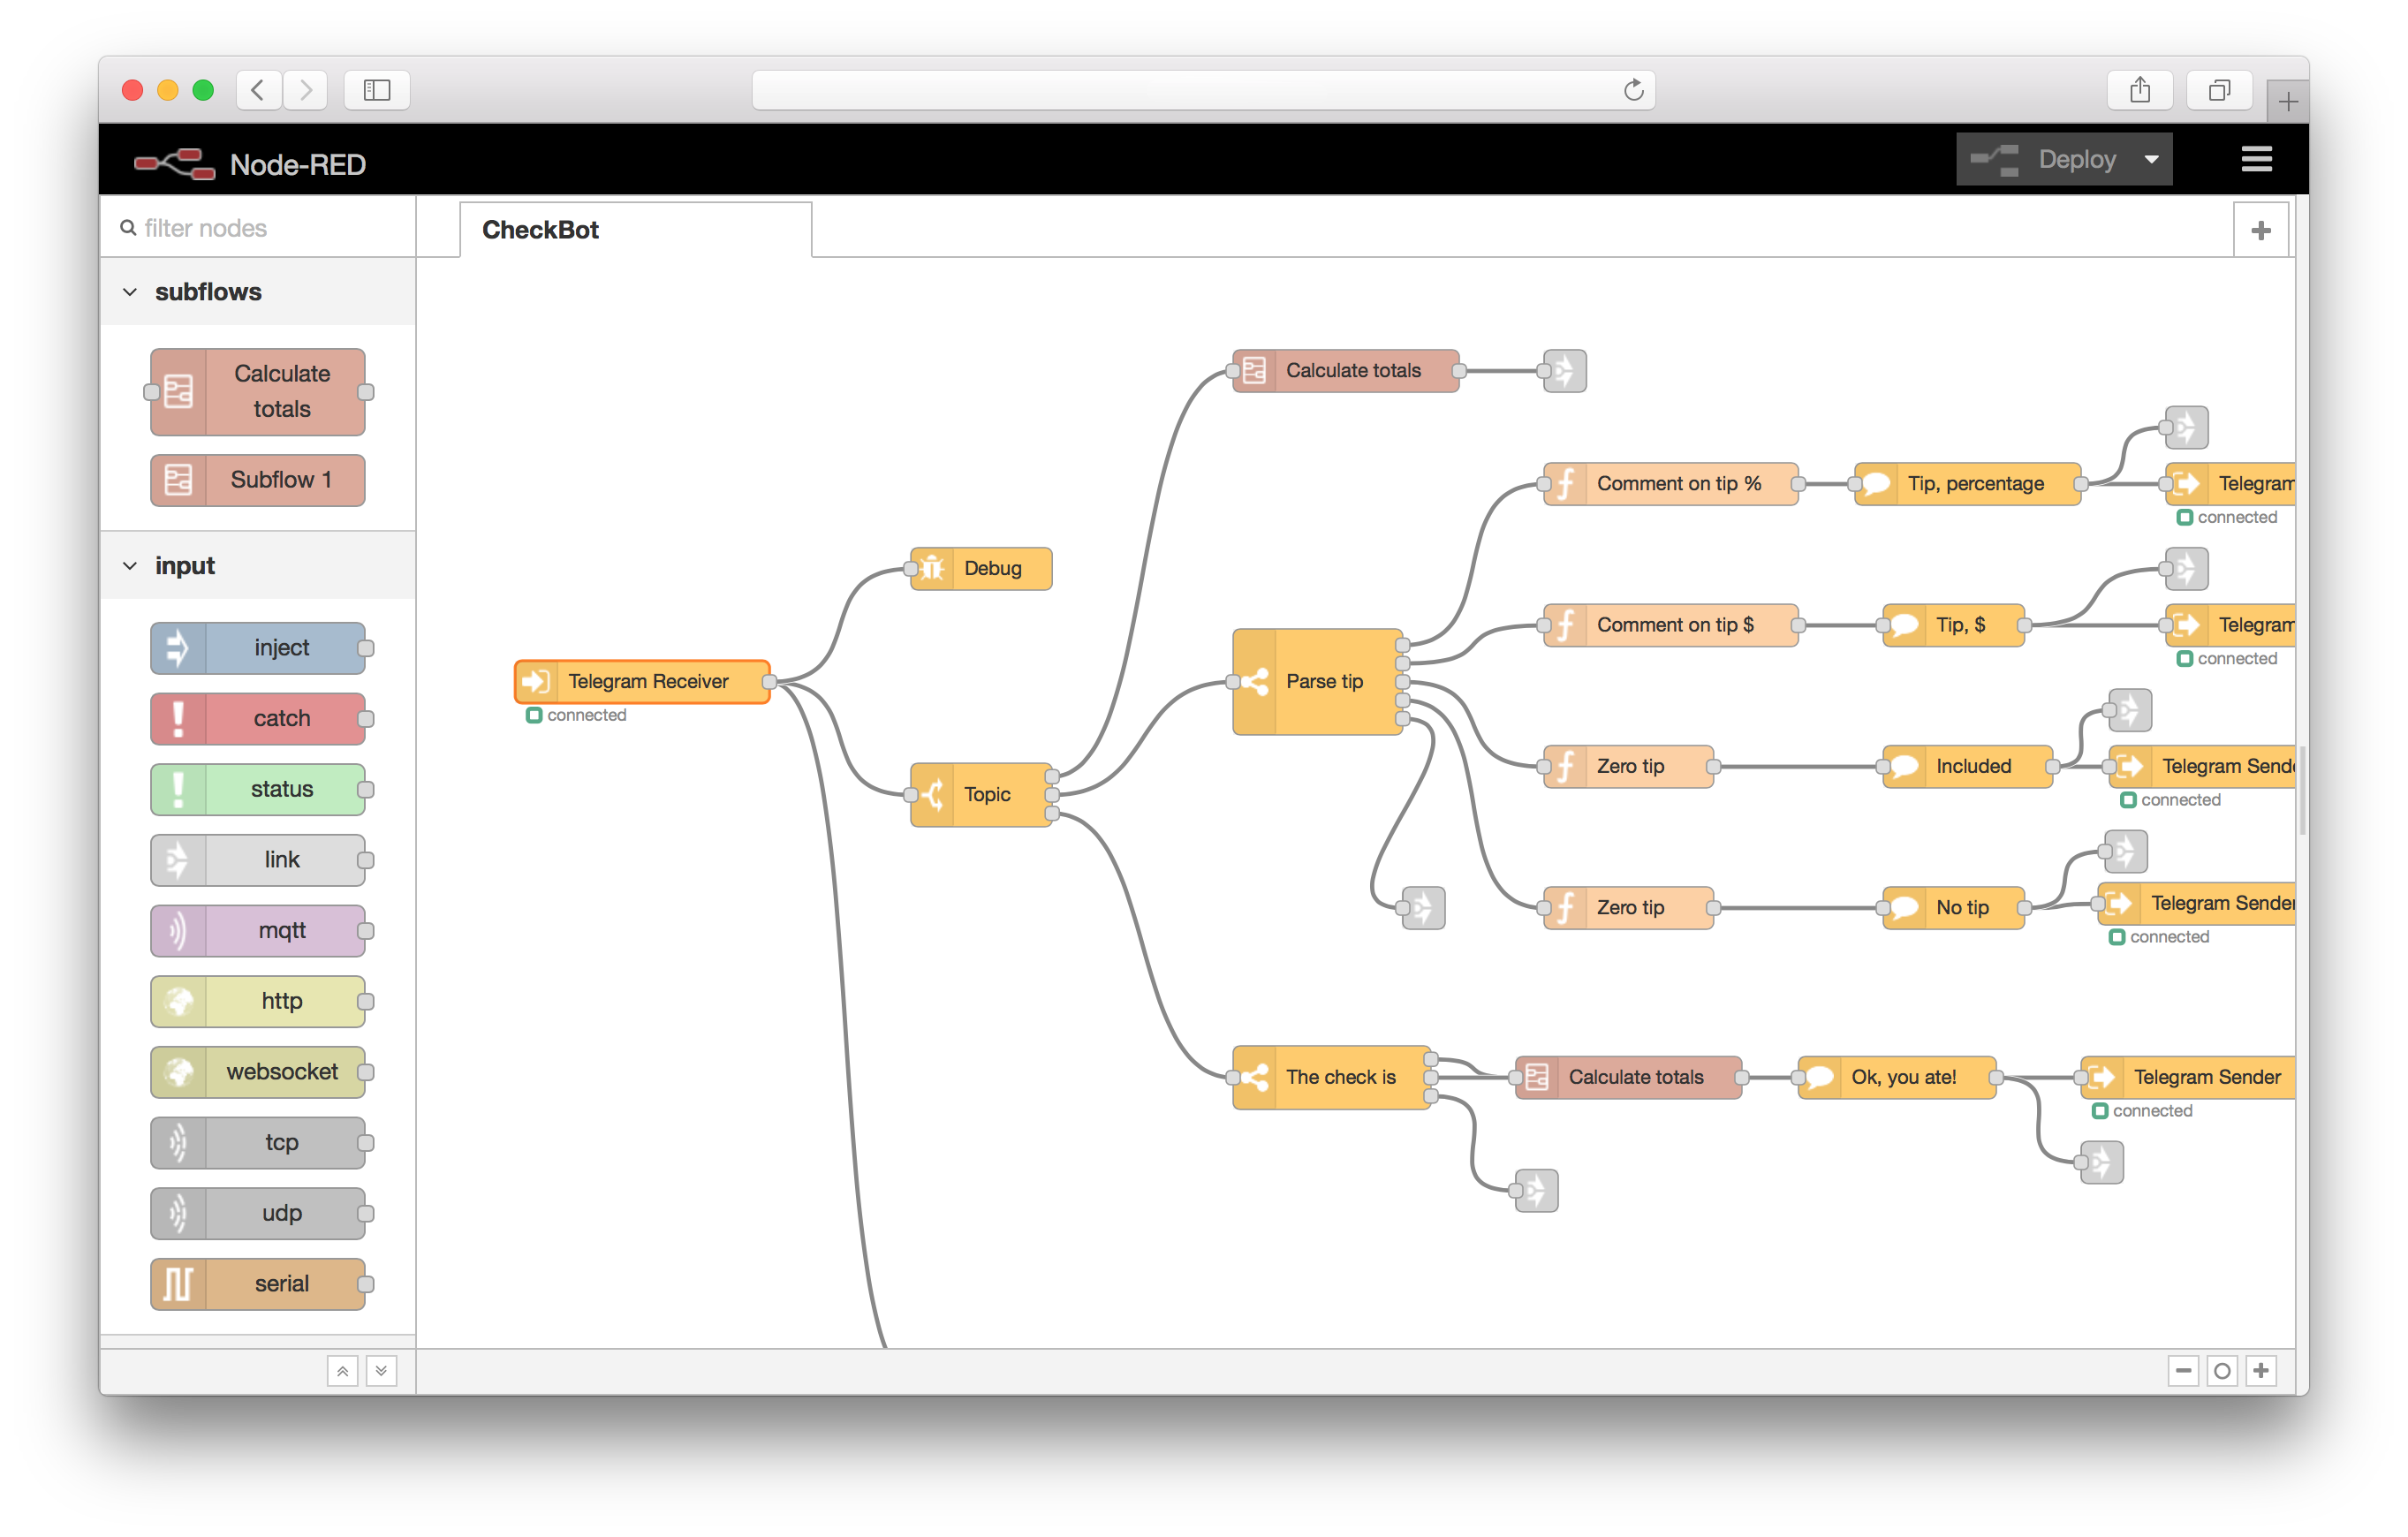 Node-RED
Deploy
filter nodes
CheckBot
subflows
Calculate
totals
Subflow 1
input
inject
catch
status
link
mqtt
http
websocket
tcp
udp
serial
Calculate totals
Comment on tip %
Tip, percentage
Telegram
connected
Debug
Comment on tip $
Tip, $
Telegram
connected
Telegram Receiver
connected
Parse tip
Zero tip
Included
Telegram Sende
connected
Topic
Zero tip
No tip
Telegram Sender
connected
The check is
Calculate totals
Ok, you ate!
Telegram Sender
connected